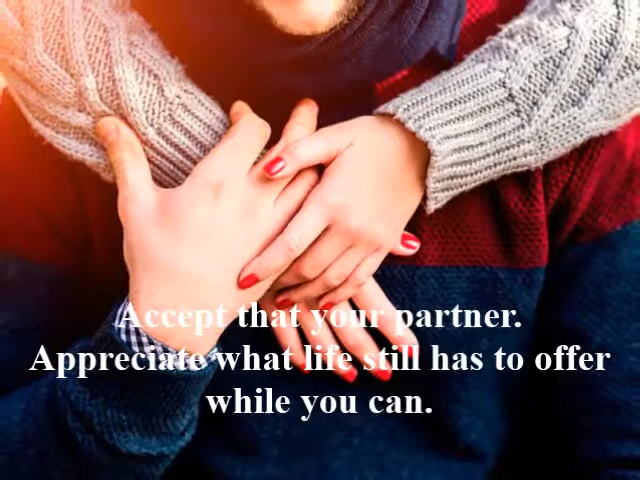 Accept that your partner.
Appreciate what life still has to offer
while you can.